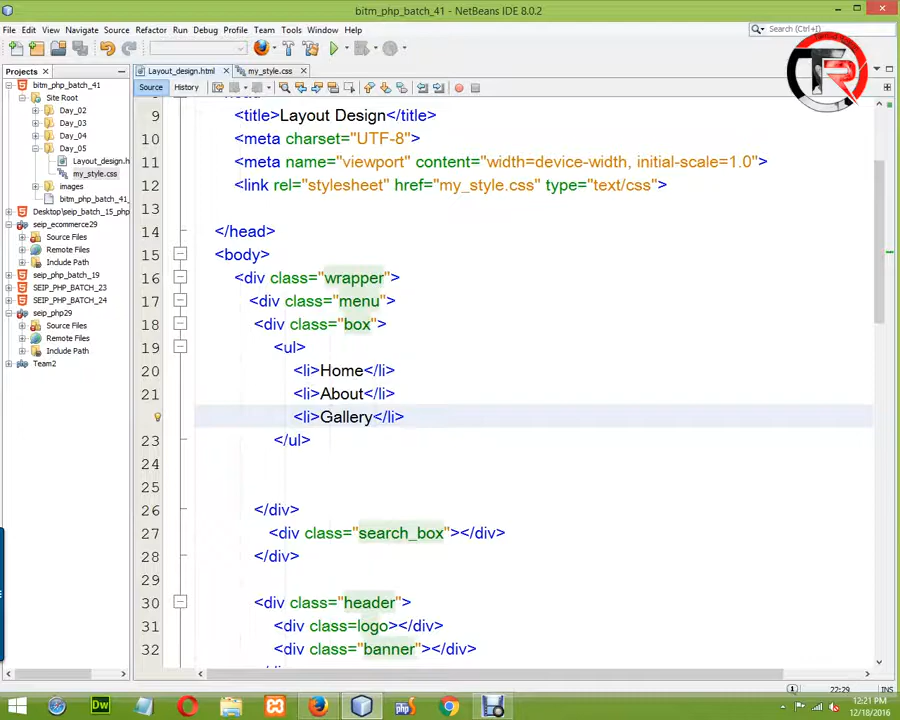 bitm_php_batch_41 - NetBeans IDE 8.0.2
File Edit View Navigate Source Refactor Run Debug Profile Team Tools Window Help
Search (Ctrl+I)
Projects
Layout_design.html
my_style.css
Source History
bitm_php_batch_41
Site Root
Day_02
Day_03
Day_04
Day_05
Layout_design.h
my_style.css
images
bitm_php_batch_41_
Desktop\seip_batch_15_php
seip_ecommerce29
Source Files
Remote Files
Include Path
seip_php_batch_19
SEIP_PHP_BATCH_23
SEIP_PHP_BATCH_24
seip_php29
Source Files
Remote Files
Include Path
Team2
9 <title>Layout Design</title>
10 <meta charset="UTF-8">
11 <meta name="viewport" content="width=device-width, initial-scale=1.0">
12 <link rel="stylesheet" href="my_style.css" type="text/css">
13
14 </head>
15 <body>
16 <div class="wrapper">
17 <div class="menu">
18 <div class="box">
19 <ul>
20 <li>Home</li>
21 <li>About</li>
<li>Gallery</li>
23 </ul>
24
25
26 </div>
27 <div class="search_box"></div>
28 </div>
29
30 <div class="header">
31 <div class=logo></div>
32 <div class="banner"></div>
1 22:29
Dw
php
12:21 PM
12/18/2016